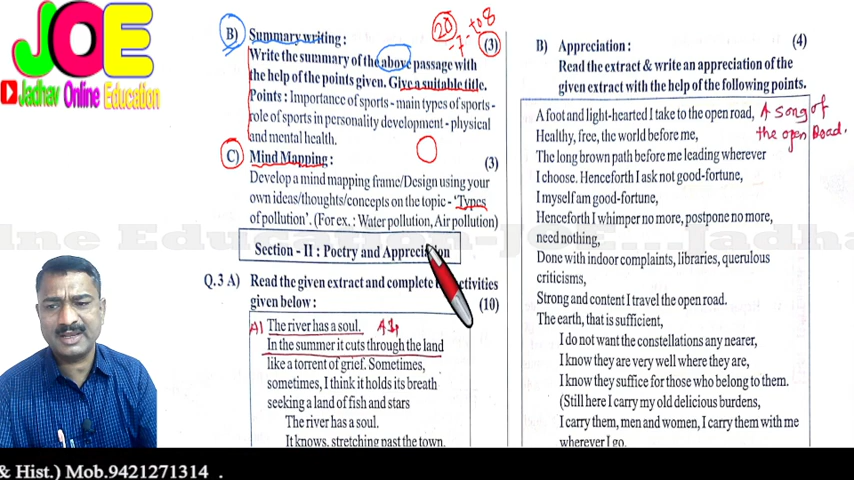 JOE
Jadhav Online Education
B) Summary writing :
(3)
20
-7-to8
Write the summary of the above passage with
the help of the points given. Give a suitable title.
Points : Importance of sports - main types of sports -
role of sports in personality development - physical
and mental health.
C) Mind Mapping :
(3)
Develop a mind mapping frame/Design using your
own ideas/thoughts/concepts on the topic - 'Types
of pollution'. (For ex. : Water pollution, Air pollution)
Section - II : Poetry and Appreciation
Q.3 A) Read the given extract and complete the activities
given below :
(10)
A1 The river has a soul.
In the summer it cuts through the land
like a torrent of grief. Sometimes,
sometimes, I think it holds its breath
seeking a land of fish and stars
The river has a soul.
It knows, stretching past the town,
B) Appreciation :
(4)
Read the extract & write an appreciation of the
given extract with the help of the following points.
A foot and light-hearted I take to the open road,
A song of
the open Road.
Healthy, free, the world before me,
The long brown path before me leading wherever
I choose. Henceforth I ask not good-fortune,
I myself am good-fortune,
Henceforth I whimper no more, postpone no more,
need nothing,
Done with indoor complaints, libraries, querulous
criticisms,
Strong and content I travel the open road.
The earth, that is sufficient,
I do not want the constellations any nearer,
I know they are very well where they are,
I know they suffice for those who belong to them.
(Still here I carry my old delicious burdens,
I carry them, men and women, I carry them with me
wherever I go.
ne Education-JOE...Jadha
& Hist.) Mob.9421271314 .